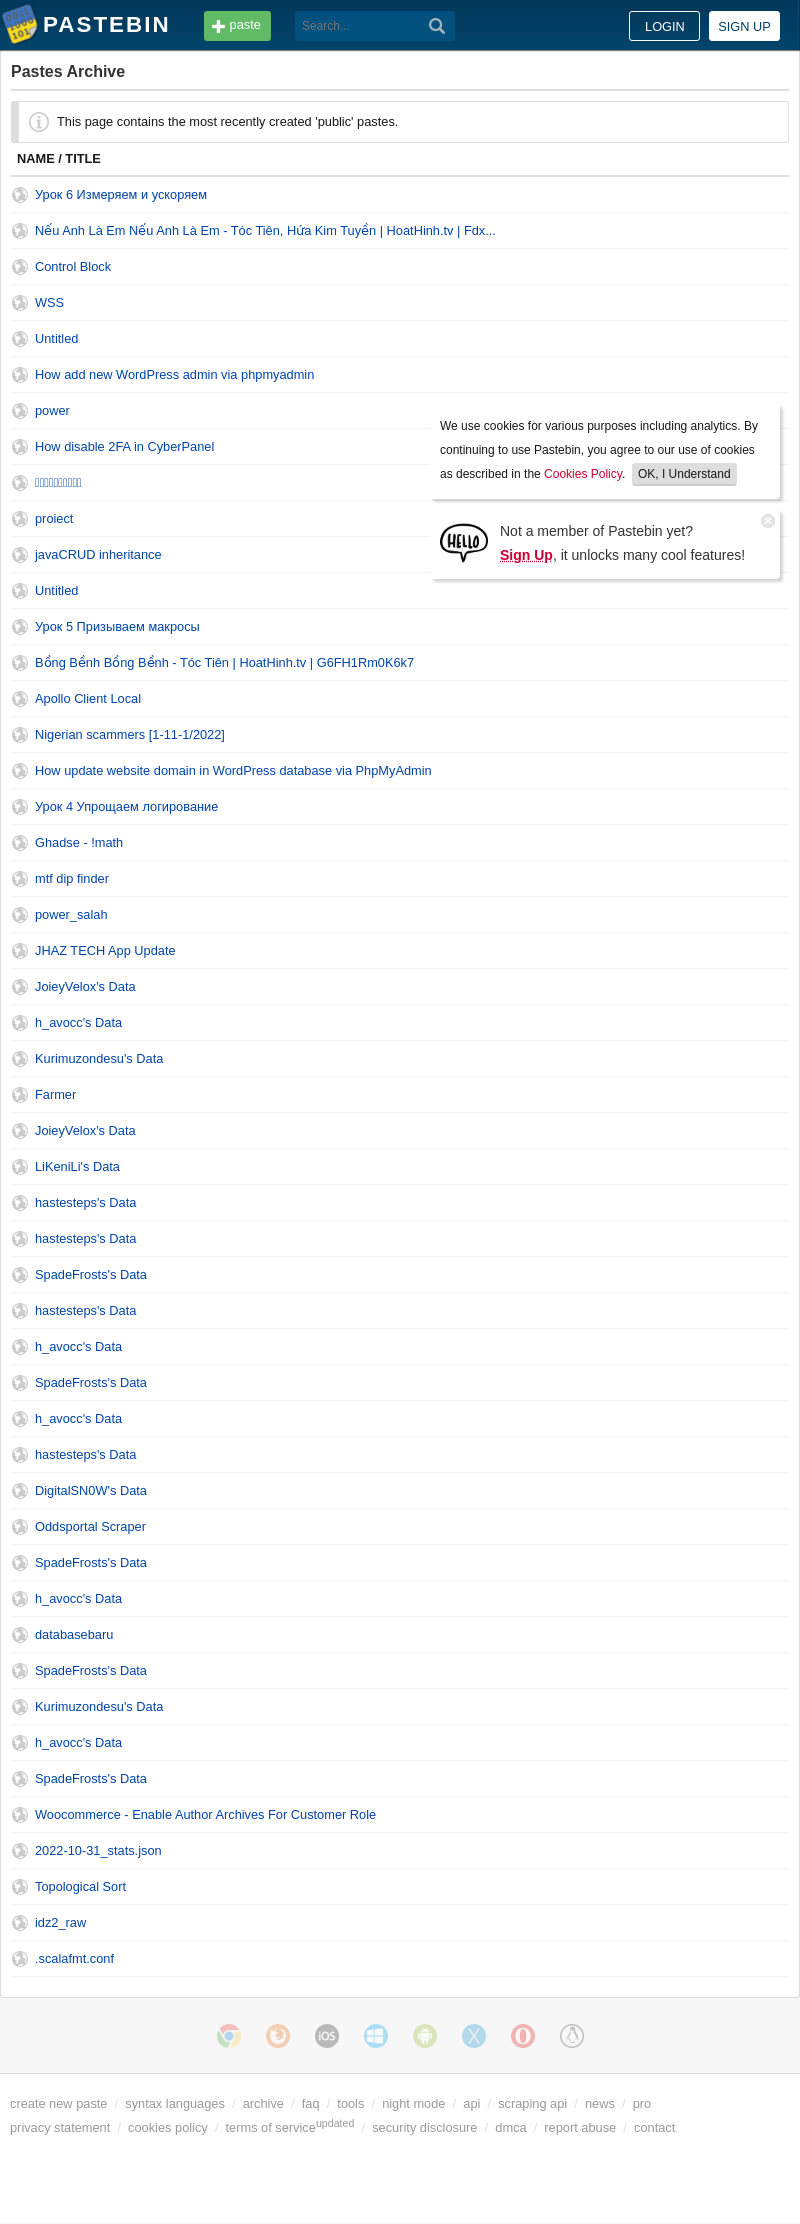 PASTEBIN
paste
Search...
LOGIN
SIGN UP
Pastes Archive
This page contains the most recently created 'public' pastes.
NAME / TITLE
Урок 6 Измеряем и ускоряем
Nếu Anh Là Em Nếu Anh Là Em - Tóc Tiên, Hứa Kim Tuyền | HoatHinh.tv | Fdx...
Control Block
WSS
Untitled
How add new WordPress admin via phpmyadmin
power
How disable 2FA in CyberPanel
proiect
javaCRUD inheritance
Untitled
Урок 5 Призываем макросы
Bồng Bềnh Bồng Bềnh - Tóc Tiên | HoatHinh.tv | G6FH1Rm0K6k7
Apollo Client Local
Nigerian scammers [1-11-1/2022]
How update website domain in WordPress database via PhpMyAdmin
Урок 4 Упрощаем логирование
Ghadse - !math
mtf dip finder
power_salah
JHAZ TECH App Update
JoieyVelox's Data
h_avocc's Data
Kurimuzondesu's Data
Farmer
JoieyVelox's Data
LiKeniLi's Data
hastesteps's Data
hastesteps's Data
SpadeFrosts's Data
hastesteps's Data
h_avocc's Data
SpadeFrosts's Data
h_avocc's Data
hastesteps's Data
DigitalSN0W's Data
Oddsportal Scraper
SpadeFrosts's Data
h_avocc's Data
databasebaru
SpadeFrosts's Data
Kurimuzondesu's Data
h_avocc's Data
SpadeFrosts's Data
Woocommerce - Enable Author Archives For Customer Role
2022-10-31_stats.json
Topological Sort
idz2_raw
.scalafmt.conf
We use cookies for various purposes including analytics. By
continuing to use Pastebin, you agree to our use of cookies
as described in the Cookies Policy. OK, I Understand
HELLO
Not a member of Pastebin yet?
Sign Up, it unlocks many cool features!
iOS
create new paste / syntax languages / archive / faq / tools / night mode / api / scraping api / news / pro
privacy statement / cookies policy / terms of service updated / security disclosure / dmca / report abuse / contact